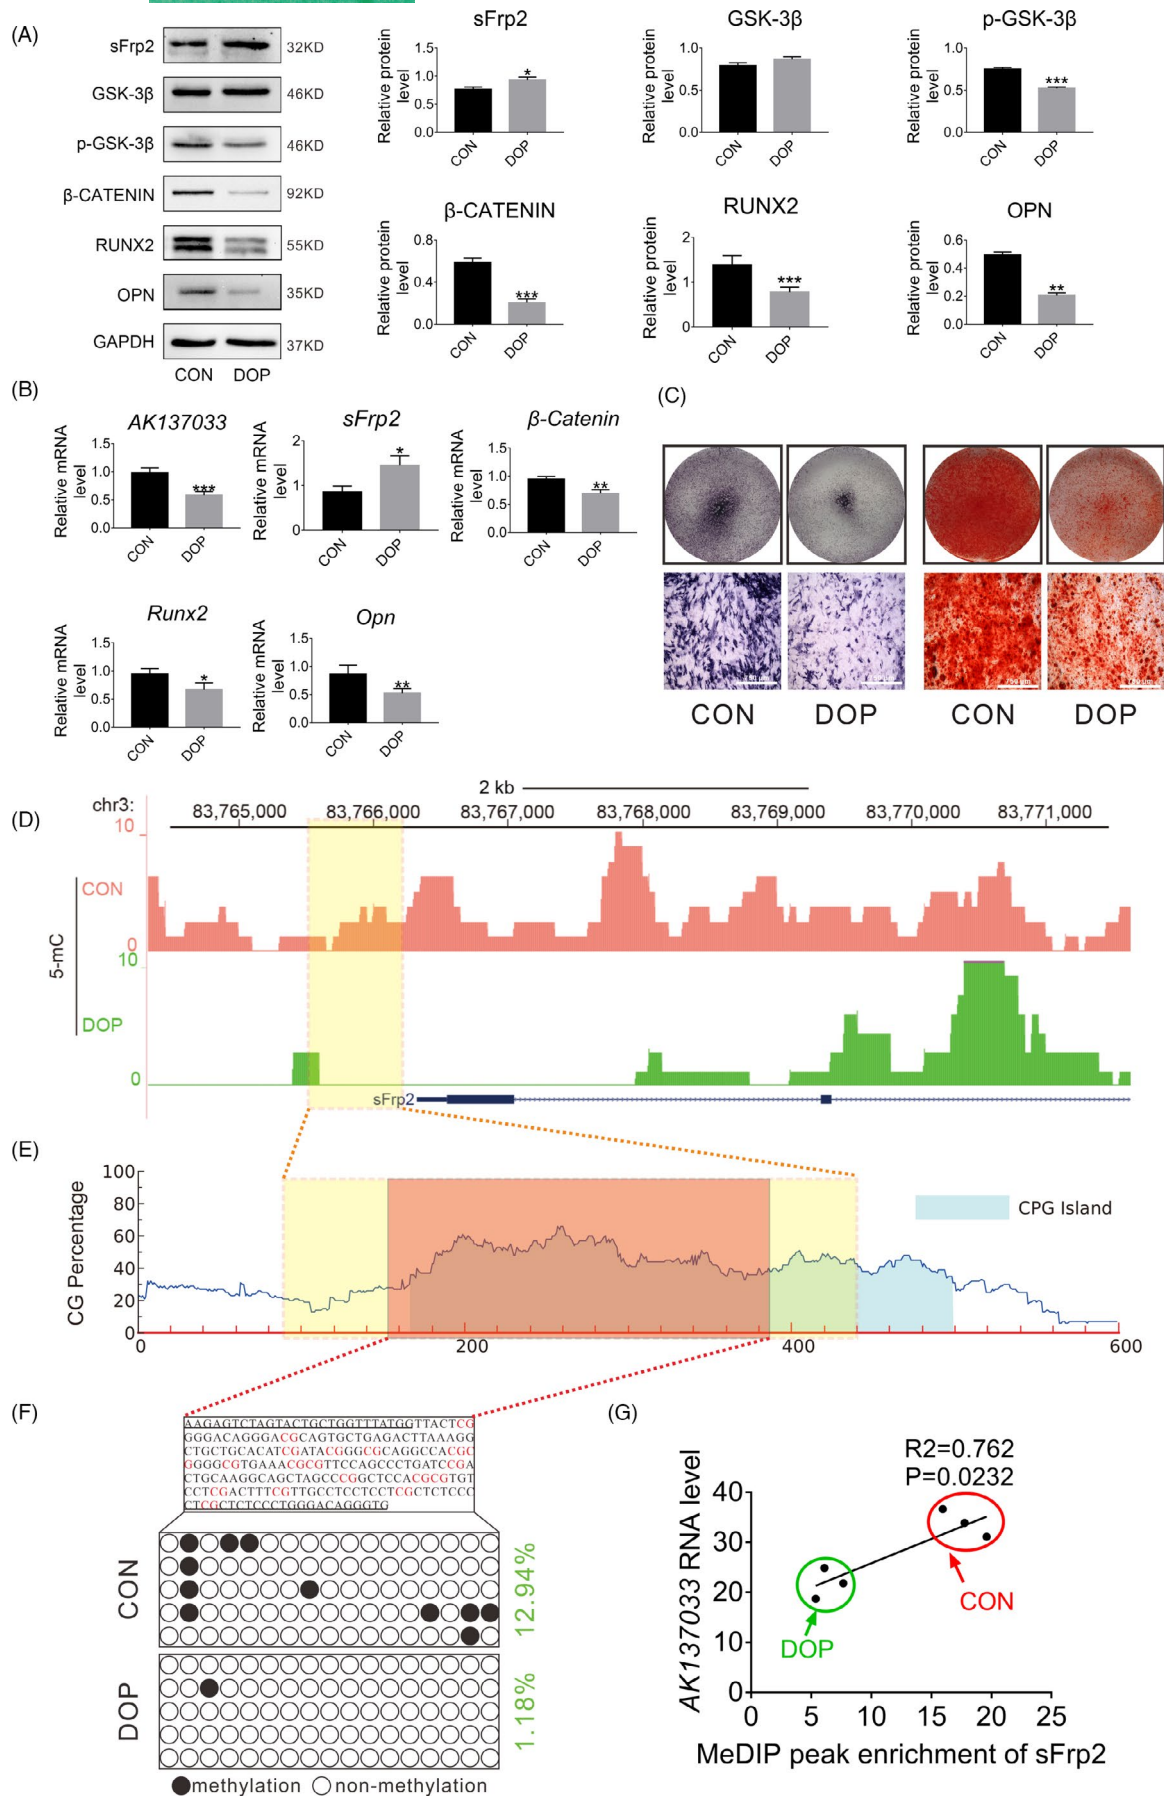 (A)
sFrp2 32KD
GSK-3β 46KD
p-GSK-3β 46KD
β-CATENIN 92KD
RUNX2 55KD
OPN 35KD
GAPDH 37KD
CON DOP
sFrp2
Relative protein level
1.5
1.0
0.5
0.0
CON DOP
*
GSK-3β
Relative protein level
1.0
0.5
0.0
CON DOP
p-GSK-3β
Relative protein level
1.0
0.5
0.0
CON DOP
***
β-CATENIN
Relative protein level
0.8
0.4
0.0
CON DOP
***
RUNX2
Relative protein level
2
1
0
CON DOP
***
OPN
Relative protein level
0.6
0.4
0.2
0.0
CON DOP
**
(B)
AK137033
Relative mRNA level
1.5
1.0
0.5
0.0
CON DOP
***
sFrp2
Relative mRNA level
2
1
0
CON DOP
*
β-Catenin
Relative mRNA level
1.5
1.0
0.5
0.0
CON DOP
**
Runx2
Relative mRNA level
1.5
1.0
0.5
0.0
CON DOP
*
Opn
Relative mRNA level
1.5
1.0
0.5
0.0
CON DOP
**
(C)
CON DOP CON DOP
(D)
2 kb
chr3: 83,765,000 83,766,000 83,767,000 83,768,000 83,769,000 83,770,000 83,771,000
10
CON
0
5-mC
10
DOP
0
sFrp2
(E)
CG Percentage
100
80
60
40
20
0
0 200 400 600
CPG Island
(F)
AAGAGTCTAGTACTGCTGGTTTATGGTTACTCG
GGGACAGGGACGCAGTGCTGAGACTTAAAGG
CTGCTGCACATCGATACGGGCGCAGGCCACGC
GGGGCGTGAAACGCGTTCCAGCCCTGATCCGA
CTGCAAGGCAGCTAGCCCGGCTCCACGCGTGT
CCTCGACTTTCGTTGCCTCCTCCTCGCTCTCCC
CTCGCTCTCCCTGGGACAGGGTG
CON 12.94%
DOP 1.18%
methylation non-methylation
(G)
R2=0.762
P=0.0232
AK137033 RNA level
40
30
20
10
0
CON
DOP
0 5 10 15 20 25
MeDIP peak enrichment of sFrp2